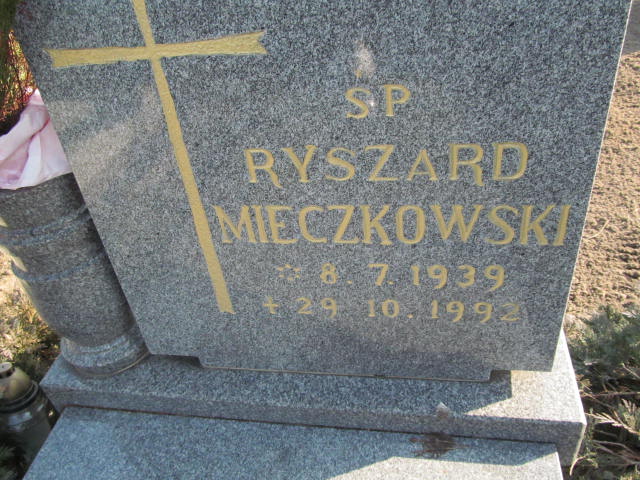 ŚP
RYSZARD
MIECZKOWSKI
* 8. 7. 1939
+ 29 10. 1992